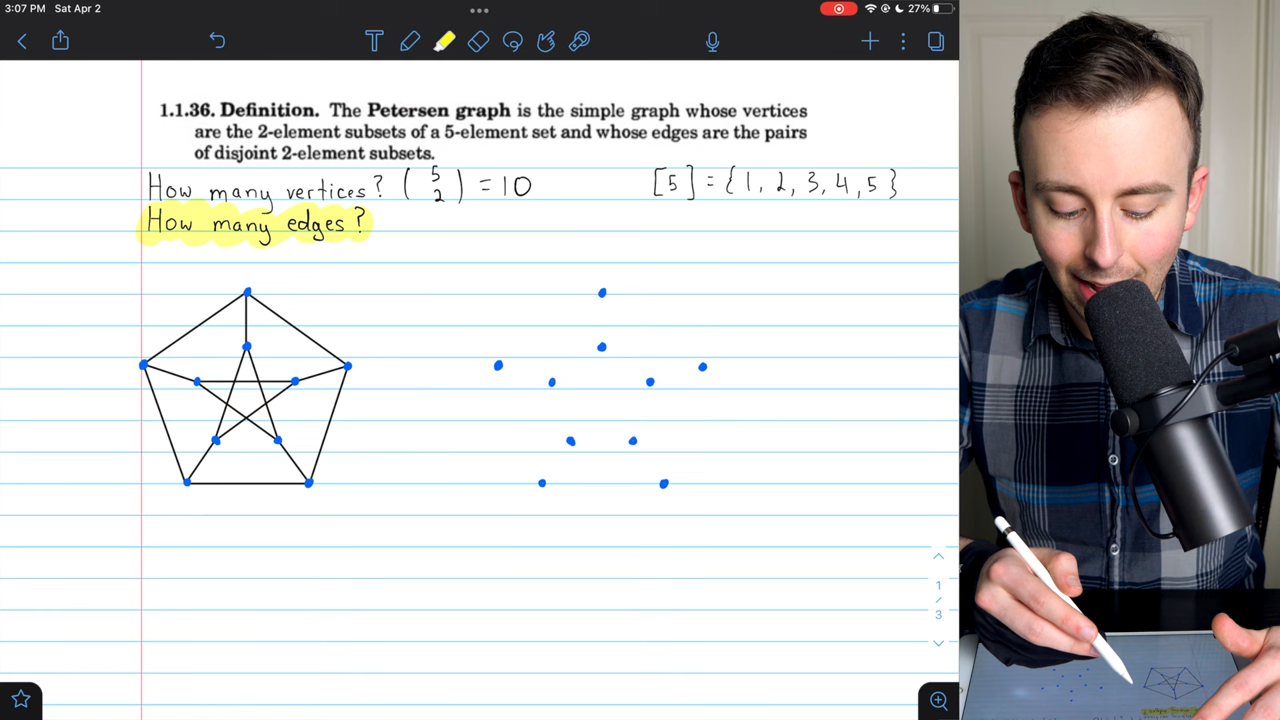 3:07 PM Sat Apr 2
27%
1.1.36. Definition. The Petersen graph is the simple graph whose vertices
are the 2-element subsets of a 5-element set and whose edges are the pairs
of disjoint 2-element subsets.
How many vertices? (5 2) = 10
[5] = {1, 2, 3, 4, 5}
How many edges?
1
/
3